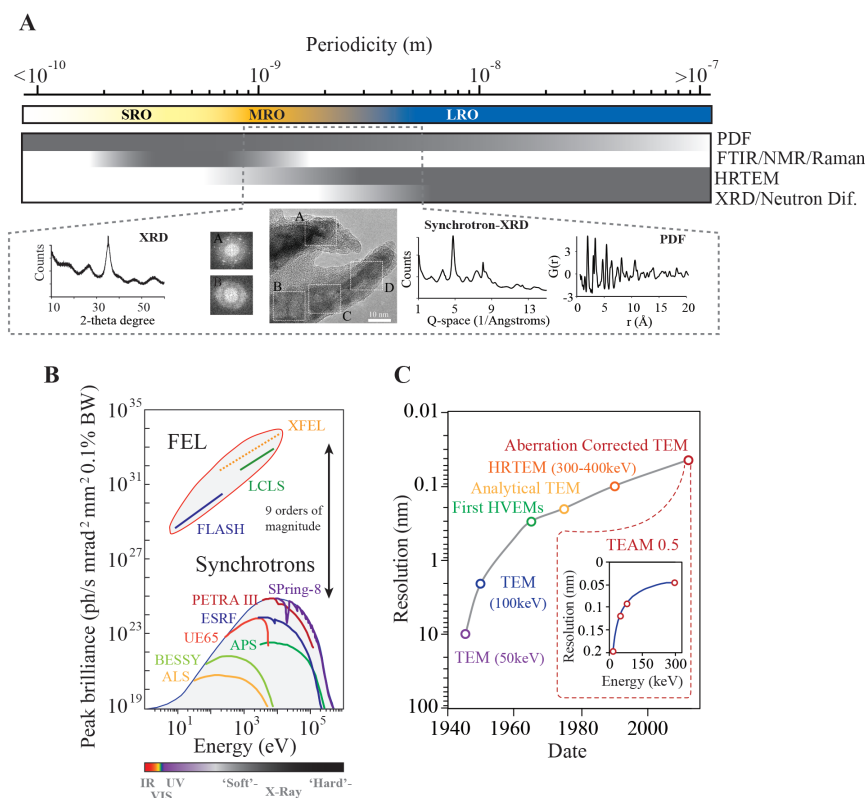 A
Periodicity (m)
<10-10 10-9 10-8 >10-7
SRO MRO LRO
PDF
FTIR/NMR/Raman
HRTEM
XRD/Neutron Dif.
XRD
Counts
10 30 50
2-theta degree
A
B
A
B
C
D
10 nm
Synchrotron-XRD
Counts
1 5 9
Q-space (1/Angstroms)
PDF
G(r)
3
0
-3
0 5 10 15 20
r (Å)
B
Peak brilliance (ph/s mrad2 mm2 0.1% BW)
1035
1031
1027
1023
1019
FEL
XFEL
LCLS
FLASH
9 orders of
magnitude
Synchrotrons
SPring-8
PETRA III
ESRF
UE65
APS
BESSY
ALS
101 103 105
Energy (eV)
IR UV 'Soft'- 'Hard'-
VIS X-Ray
C
Resolution (nm)
0.01
0.1
1
10
100
Aberration Corrected TEM
HRTEM (300-400keV)
Analytical TEM
First HVEMs
TEM
(100keV)
TEM (50keV)
TEAM 0.5
Resolution (nm)
0.05
0.1
0.2
0 150 300
Energy (keV)
1940 1960 1980 2000
Date